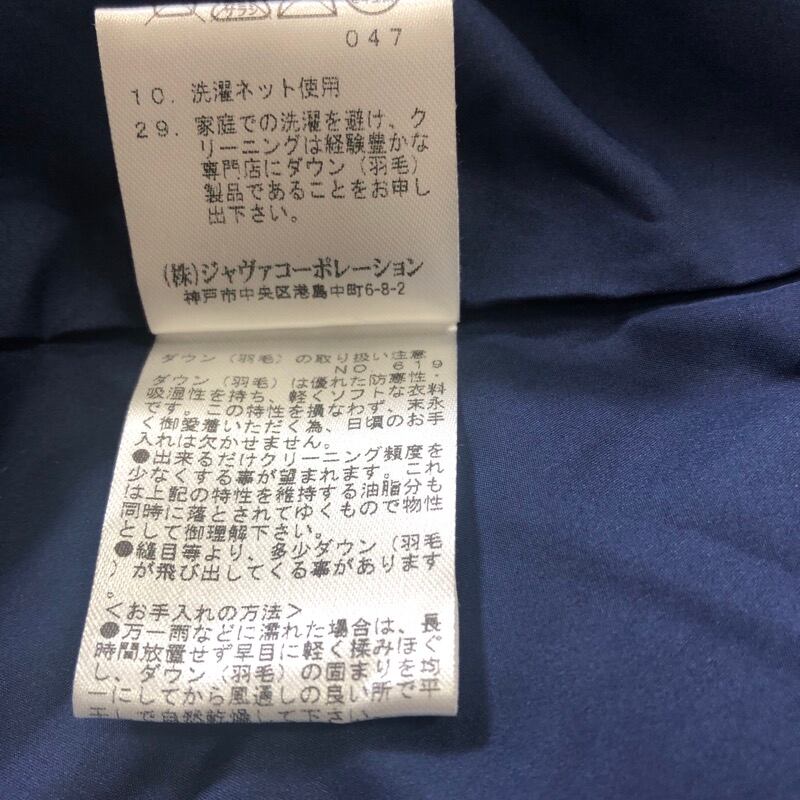 サラシ
047
10. 洗濯ネット使用
29. 家庭での洗濯を避け、ク
リーニングは経験豊かな
専門店にダウン(羽毛)
製品であることをお申し
出下さい。
(株)ジャヴァコーポレーション
神戸市中央区港島中町6-8-2
ダウン(羽毛)の取り扱い注意
NO 619
ダウン(羽毛)は優れた防寒性・
吸湿性を持ち、軽くソフトな衣料
です。この特性を損なわず、末永
く御愛着いただく為、日頃のお手
入れは欠かせません。
●出来るだけクリーニング頻度を
少なくする事が望まれます。これ
は上記の特性を維持する油脂分も
同時に落とされてゆくもので物性
として御理解下さい。
●縫目等より、多少ダウン(羽毛
)が飛び出してくる事があります
。
<お手入れの方法>
●万一雨などに濡れた場合は、長
時間放置せず早目に軽く揉みほぐ
し、ダウン(羽毛)の固まりを均
一にしてから風通しの良い所で平
干で自然乾燥して下さい。